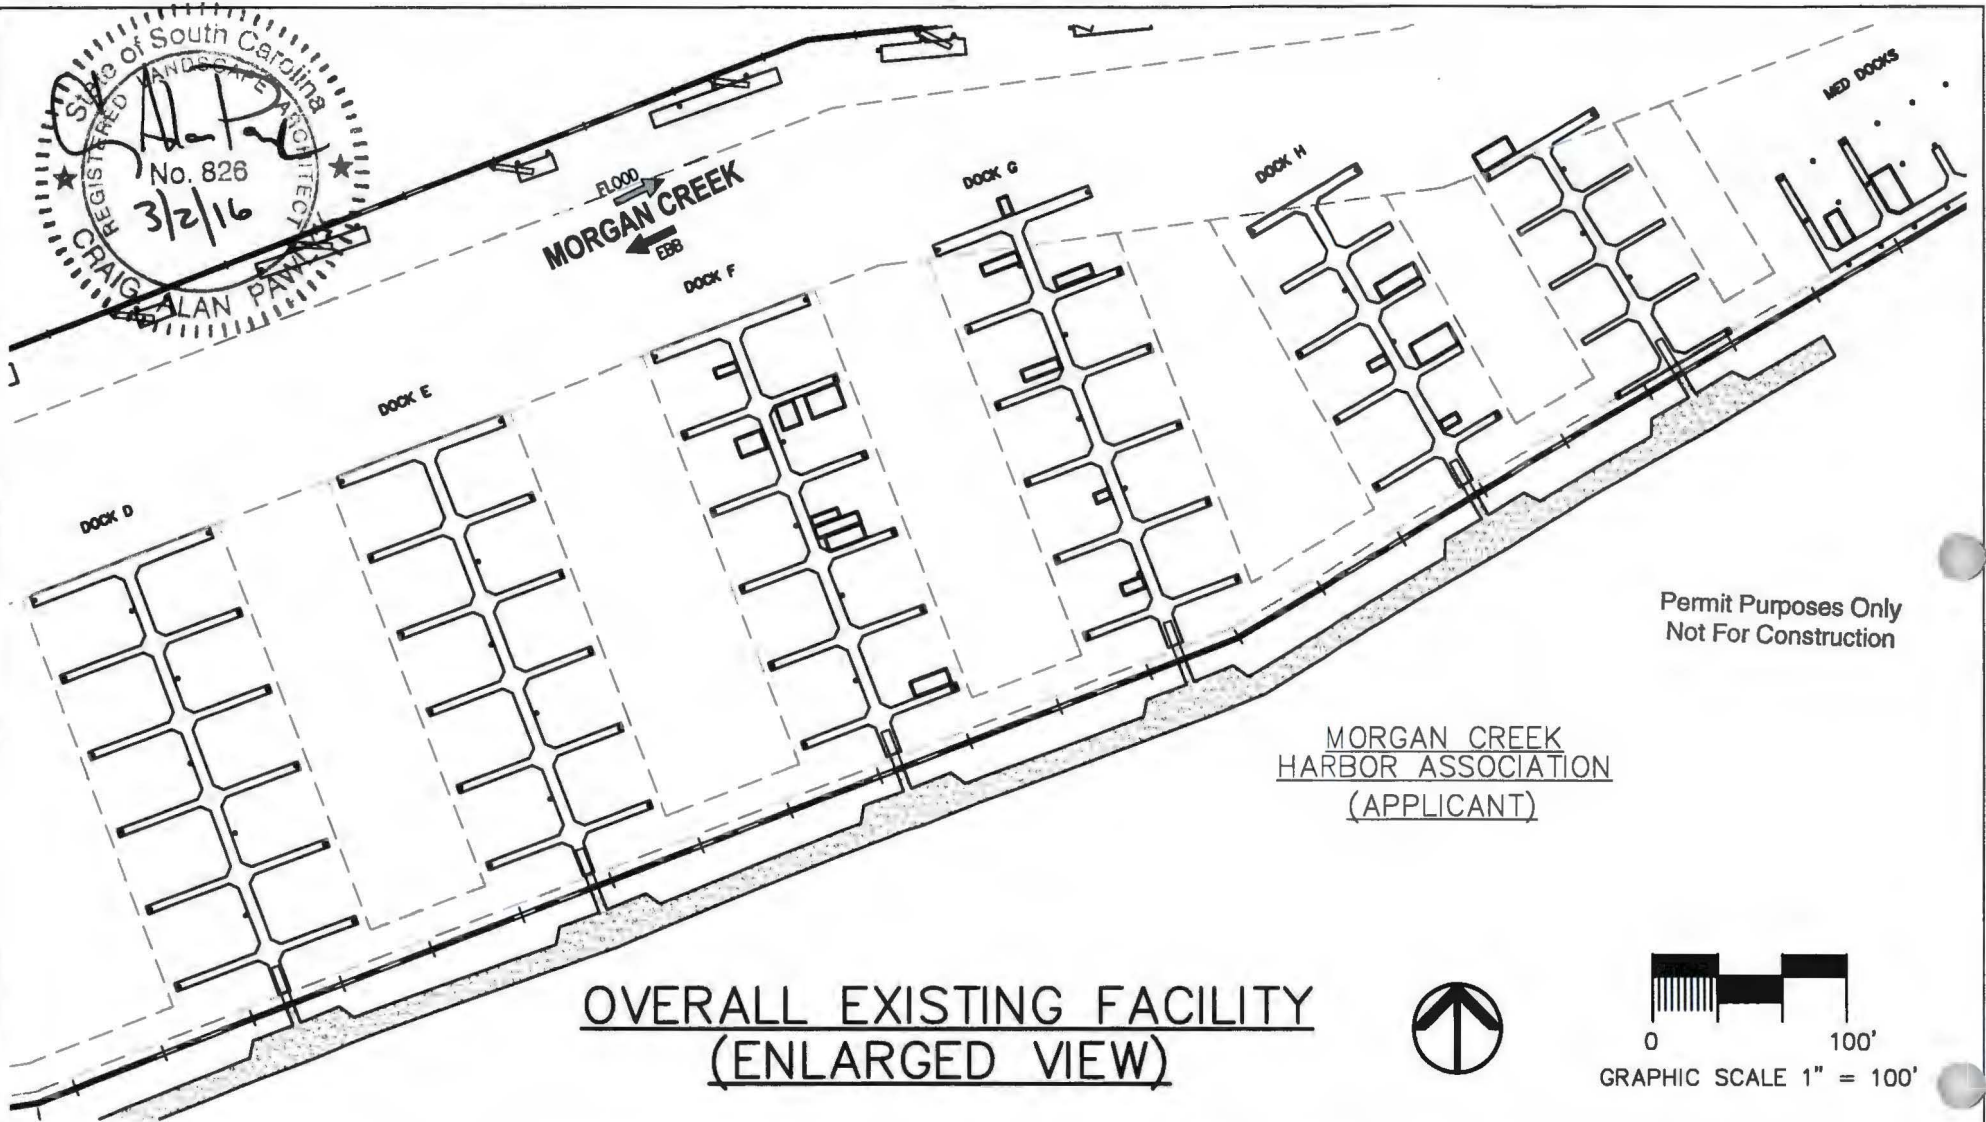 State of South Carolina
REGISTERED LANDSCAPE ARCHITECT
No. 826
3/2/16
CRAIG ALAN
MED DOCKS
FLOOD
MORGAN CREEK
EBB
DOCK G
DOCK H
DOCK F
DOCK E
DOCK D
Permit Purposes Only
Not For Construction
MORGAN CREEK
HARBOR ASSOCIATION
(APPLICANT)
OVERALL EXISTING FACILITY
(ENLARGED VIEW)
0 100'
GRAPHIC SCALE 1" = 100'